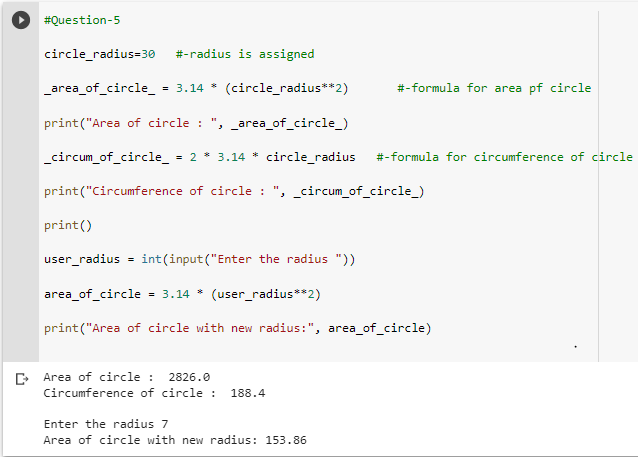 #Question-5
circle_radius=30   #-radius is assigned
_area_of_circle_ = 3.14 * (circle_radius**2)       #-formula for area pf circle
print("Area of circle : ", _area_of_circle_)
_circum_of_circle_ = 2 * 3.14 * circle_radius   #-formula for circumference of circle
print("Circumference of circle : ", _circum_of_circle_)
print()
user_radius = int(input("Enter the radius "))
area_of_circle = 3.14 * (user_radius**2)
print("Area of circle with new radius:", area_of_circle)
Area of circle :  2826.0
Circumference of circle :  188.4
Enter the radius 7
Area of circle with new radius: 153.86